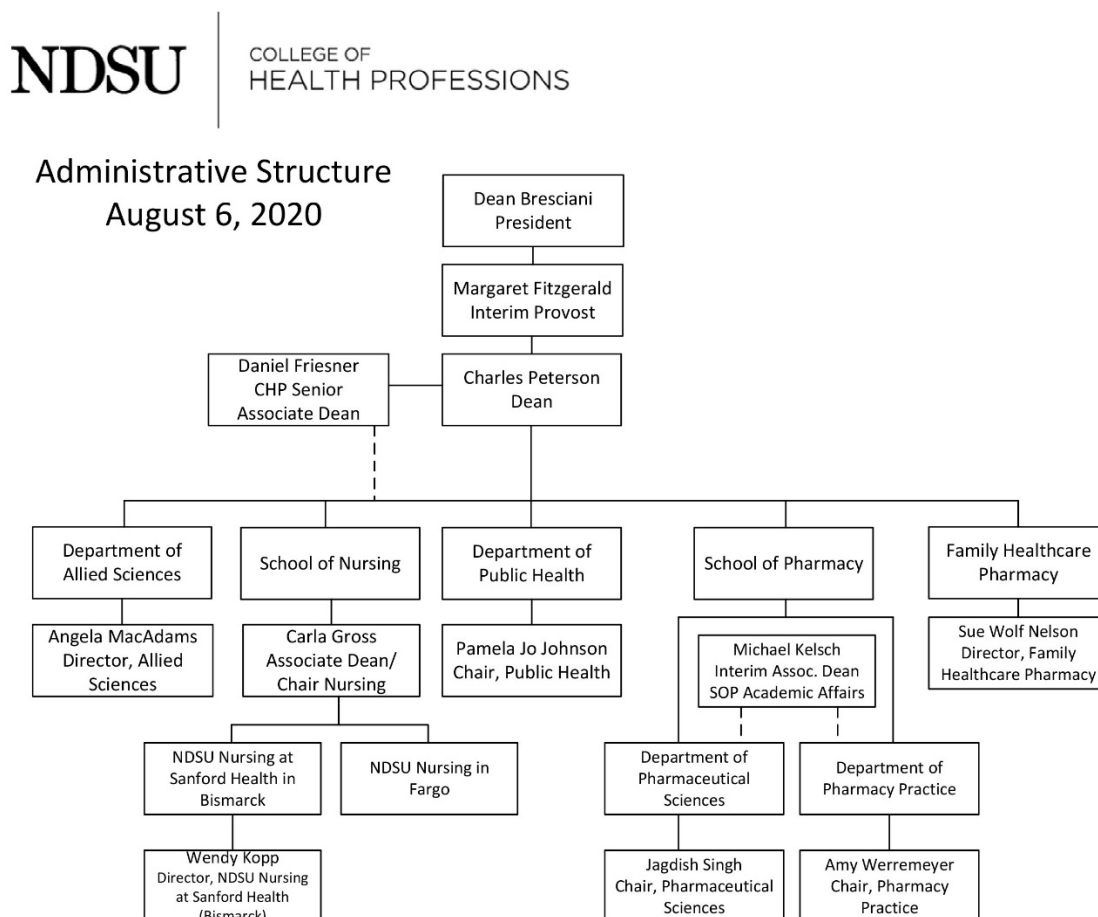 NDSU
COLLEGE OF
HEALTH PROFESSIONS
Administrative Structure
August 6, 2020
Dean Bresciani
President
Margaret Fitzgerald
Interim Provost
Daniel Friesner
CHP Senior
Associate Dean
Charles Peterson
Dean
Department of
Allied Sciences
School of Nursing
Department of
Public Health
School of Pharmacy
Family Healthcare
Pharmacy
Angela MacAdams
Director, Allied
Sciences
Carla Gross
Associate Dean/
Chair Nursing
Pamela Jo Johnson
Chair, Public Health
Michael Kelsch
Interim Assoc. Dean
SOP Academic Affairs
Sue Wolf Nelson
Director, Family
Healthcare Pharmacy
NDSU Nursing at
Sanford Health in
Bismarck
NDSU Nursing in
Fargo
Department of
Pharmaceutical
Sciences
Department of
Pharmacy Practice
Wendy Kopp
Director, NDSU Nursing
at Sanford Health
(Bismarck)
Jagdish Singh
Chair, Pharmaceutical
Sciences
Amy Werremeyer
Chair, Pharmacy
Practice